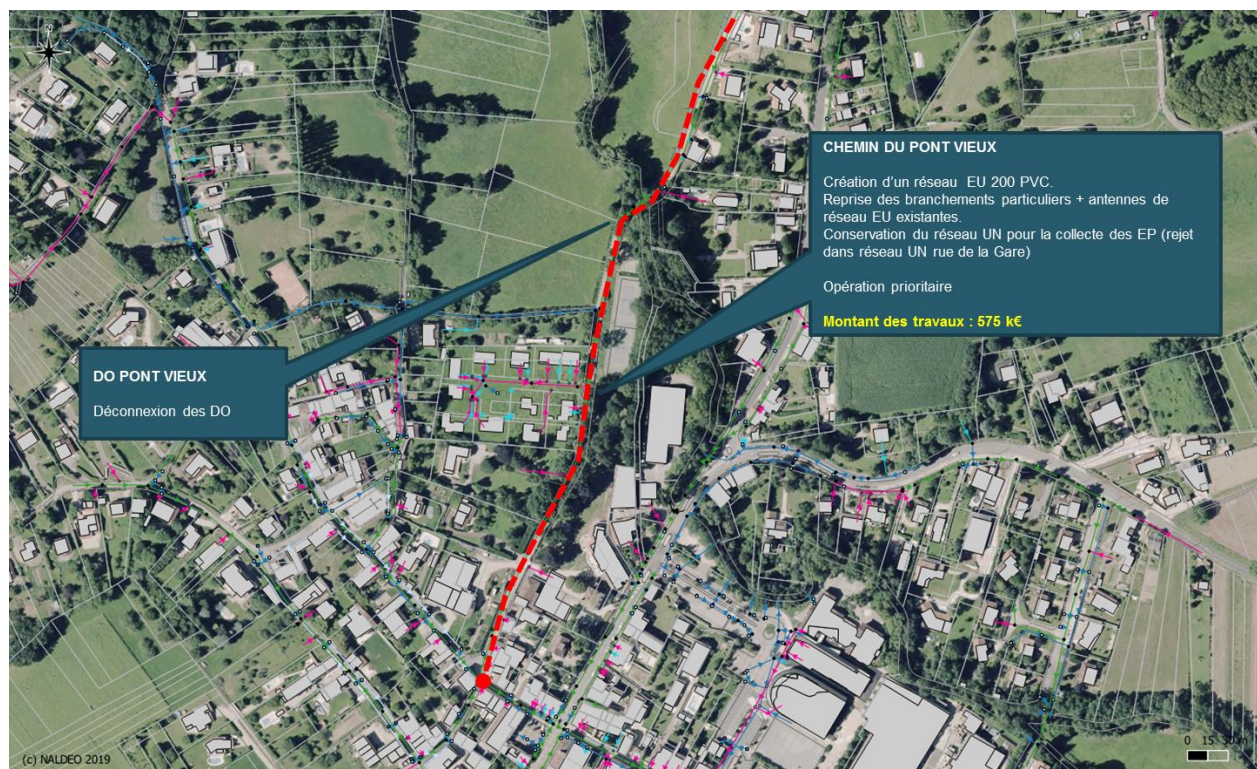 CHEMIN DU PONT VIEUX
Création d'un réseau EU 200 PVC.
Reprise des branchements particuliers + antennes de
réseau EU existantes.
Conservation du réseau UN pour la collecte des EP (rejet
dans réseau UN rue de la Gare)
Opération prioritaire
Montant des travaux : 575 k€
DO PONT VIEUX
Déconnexion des DO
(c) NALDEO 2019
0 15